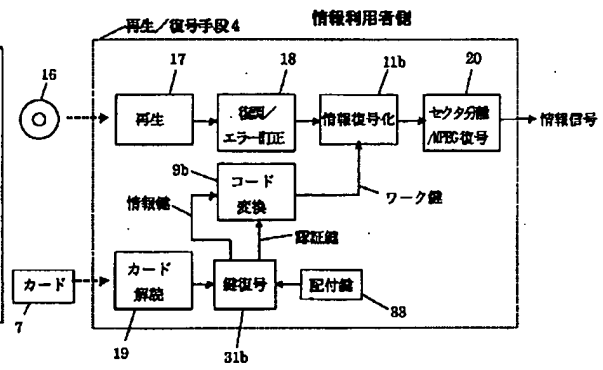 情報利用者側
再生/復号手段4
16
17
18
11b
20
再生
復調/
エラー訂正
情報復号化
セクタ分離
/MPEG復号
情報信号
9b
コード
変換
情報鍵
ワーク鍵
認証鍵
カード
7
カード
解読
19
鍵復号
31b
配付鍵
33